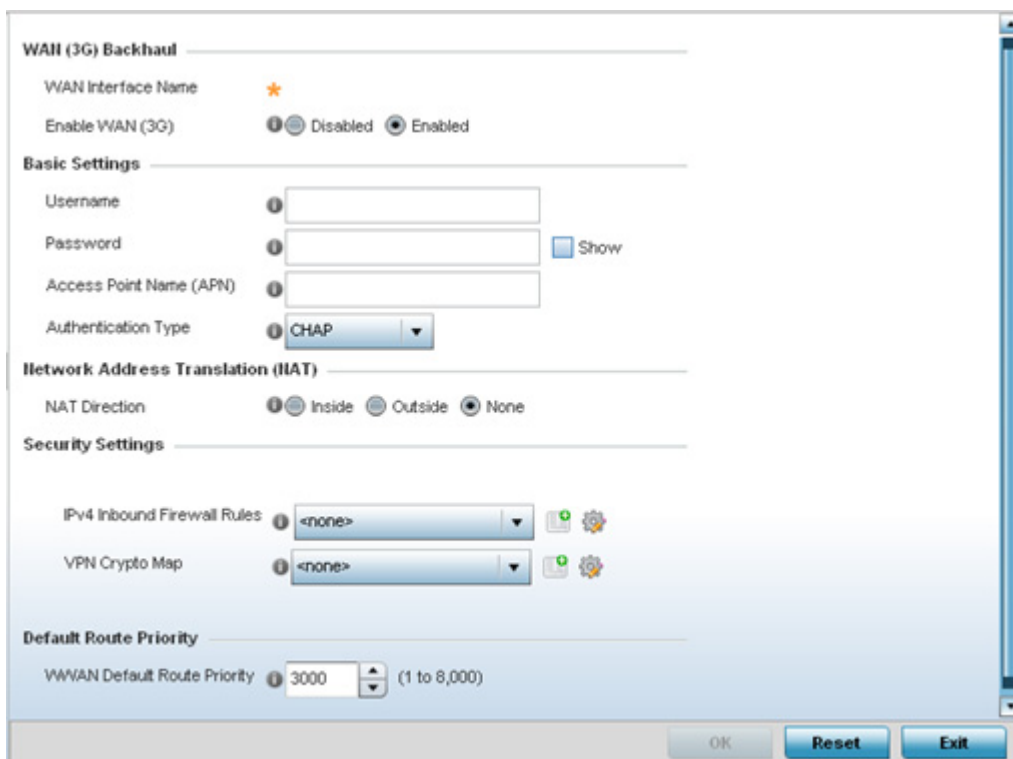 WAN (3G) Backhaul
WAN Interface Name *
Enable WAN (3G) Disabled Enabled
Basic Settings
Username
Password Show
Access Point Name (APN)
Authentication Type CHAP
Network Address Translation (NAT)
NAT Direction Inside Outside None
Security Settings
IPv4 Inbound Firewall Rules <none>
VPN Crypto Map <none>
Default Route Priority
WWAN Default Route Priority 3000 (1 to 8,000)
OK Reset Exit